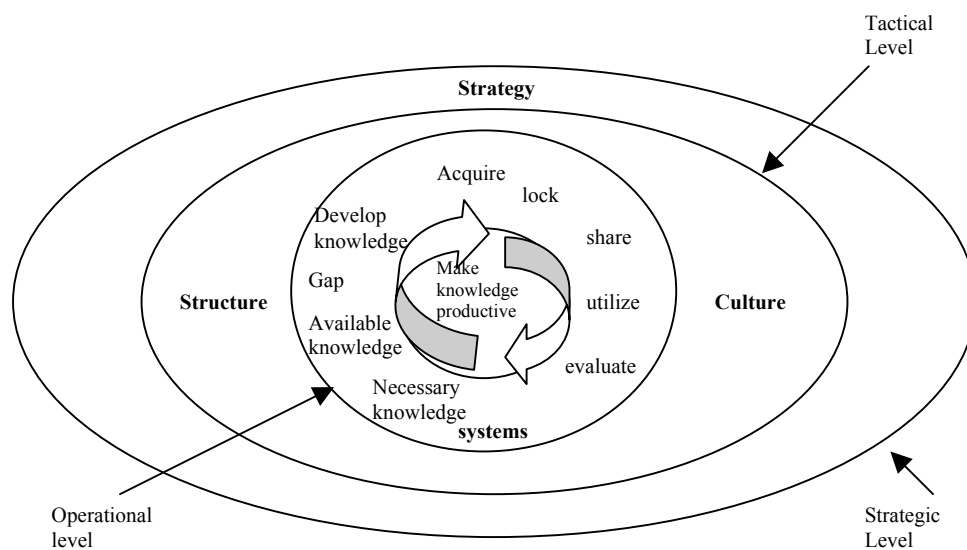 Tactical
Level
Strategy
Acquire
lock
Develop
knowledge
share
Gap
Make
knowledge
productive
Structure
utilize
Culture
Available
knowledge
evaluate
Necessary
knowledge
systems
Operational
level
Strategic
Level